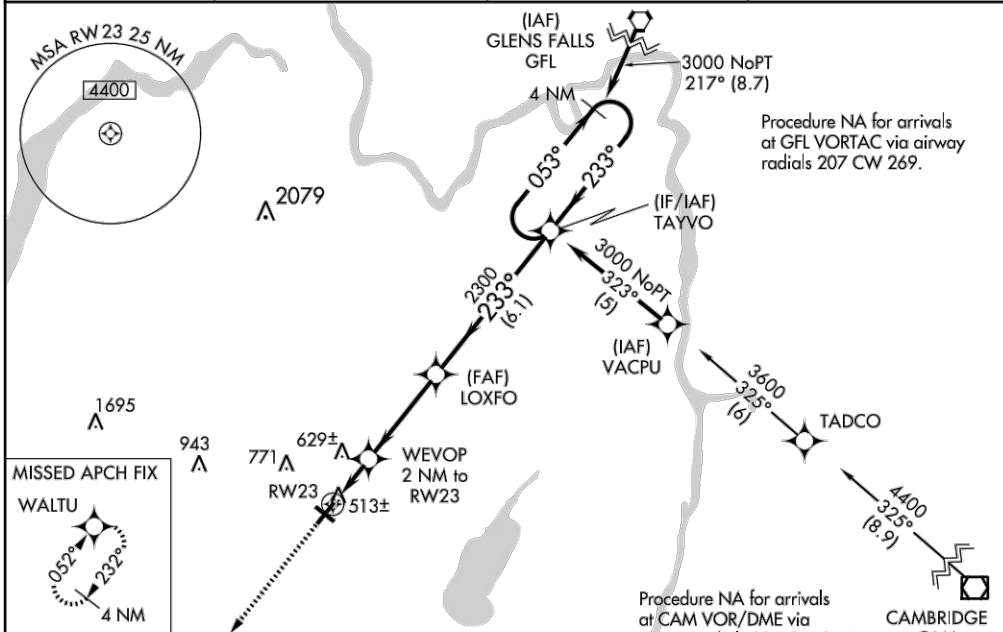 MSA RW23 25 NM
4400
(IAF)
GLENS FALLS
GFL
3000 NoPT
217° (8.7)
4 NM
Procedure NA for arrivals
at GFL VORTAC via airway
radials 207 CW 269.
053°
233°
2079
(IF/IAF)
TAYVO
3000 NoPT
323°
(5)
2300
233°
(6.1)
(IAF)
VACPU
(FAF)
LOXFO
3600
325°
(6)
TADCO
1695
943
771
629±
WEVOP
2 NM to
RW23
RW23
513±
4400
325°
(8.9)
MISSED APCH FIX
WALTU
052°
232°
4 NM
Procedure NA for arrivals
at CAM VOR/DME via
CAMBRIDGE